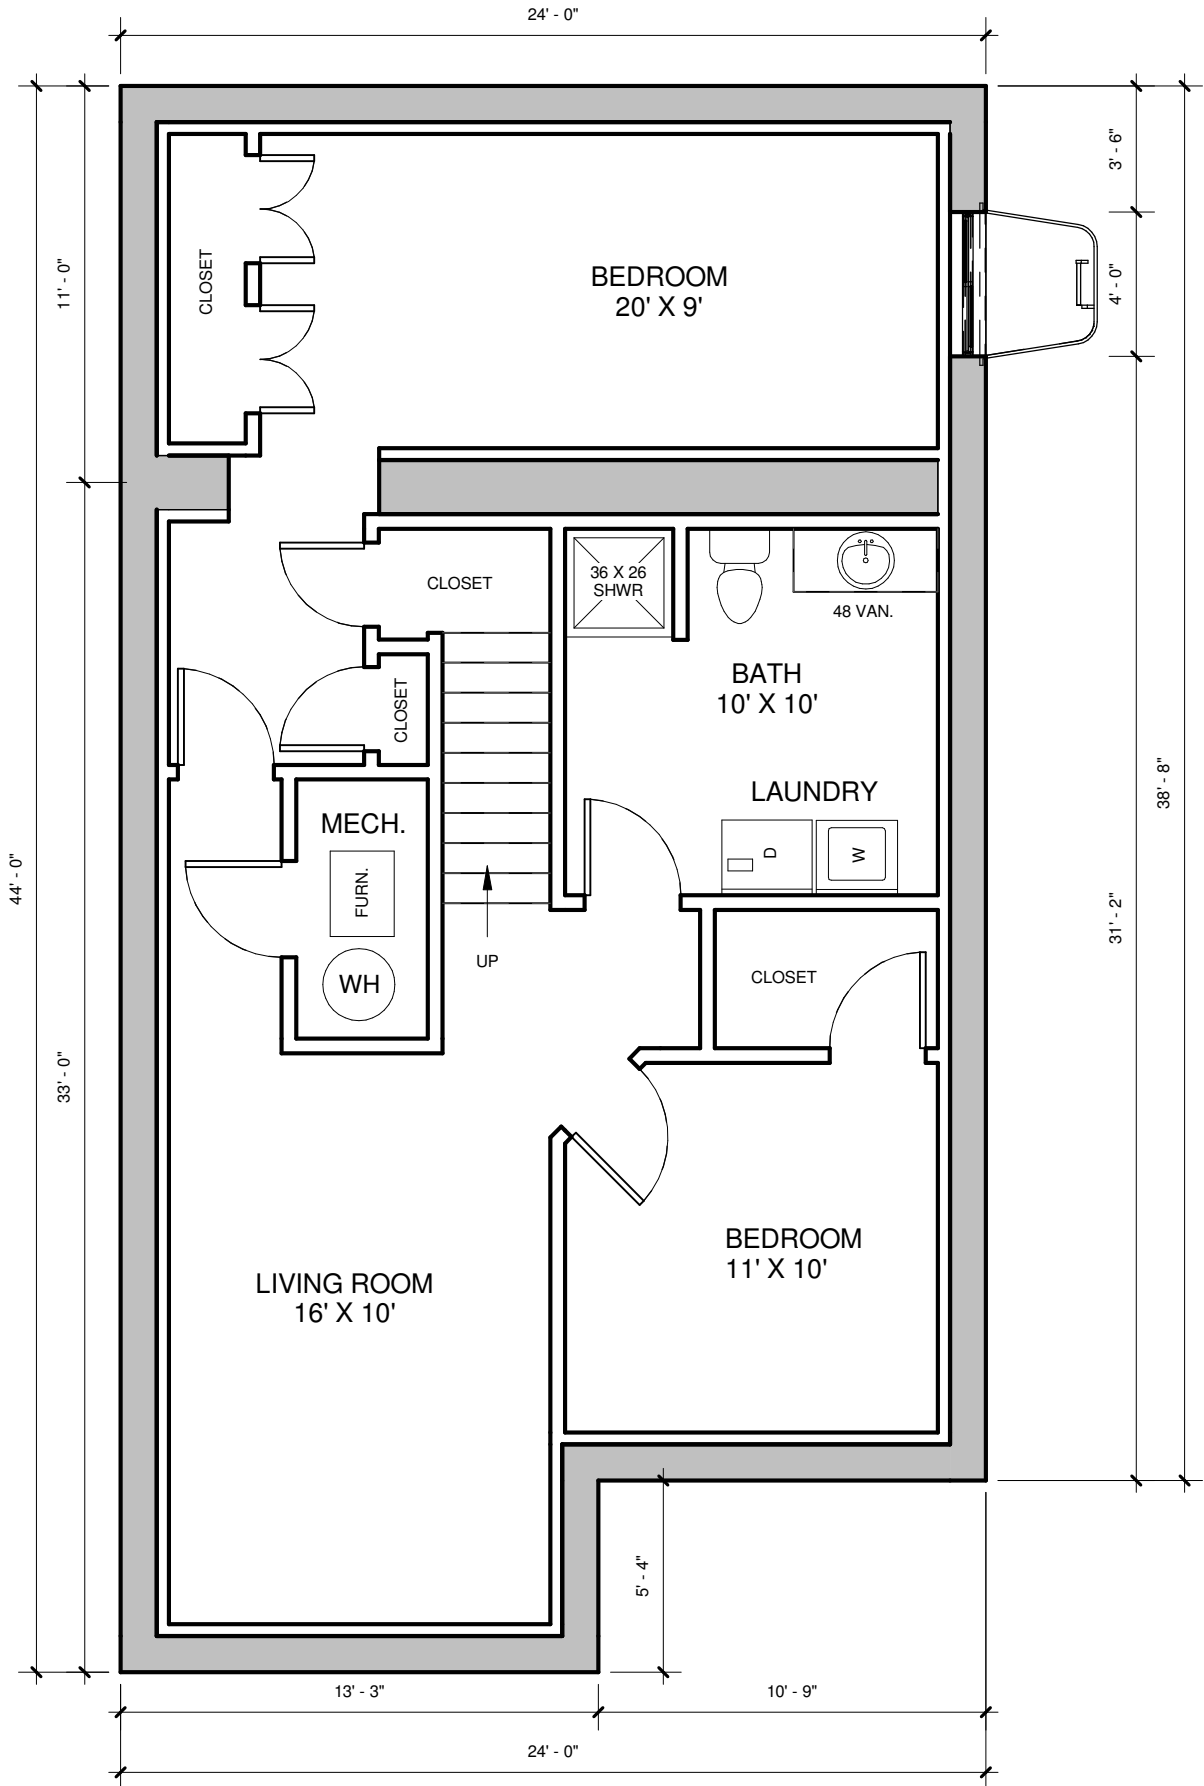 24' - 0"
3' - 6"
11' - 0"
CLOSET
BEDROOM
20' X 9'
4' - 0"
CLOSET
36 X 26
SHWR
48 VAN.
CLOSET
BATH
10' X 10'
LAUNDRY
38' - 8"
MECH.
FURN.
D
W
44' - 0"
31' - 2"
UP
WH
CLOSET
33' - 0"
BEDROOM
11' X 10'
LIVING ROOM
16' X 10'
5' - 4"
13' - 3"
10' - 9"
24' - 0"